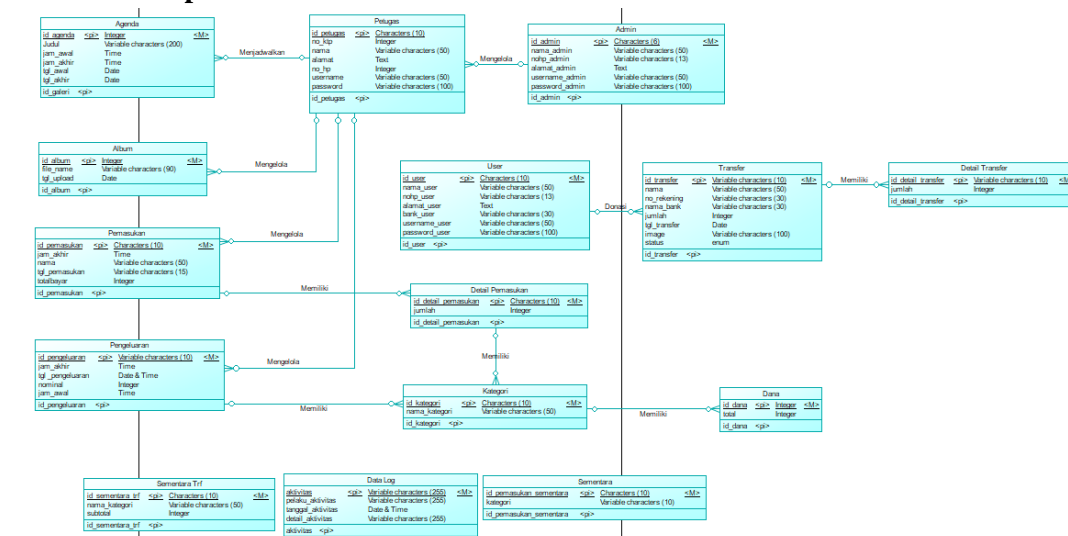 Agenda
id_agenda <pi> Integer <M>
Judul Variable characters (200)
jam_awal Time
jam_akhir Time
tgl_awal Date
tgl_akhir Date
id_galeri <pi>
Menjadwalkan
Petugas
id_petugas <pi> Characters (10)
no_ktp Integer
nama Variable characters (50)
alamat Text
no_hp Integer
username Variable characters (50)
password Variable characters (100)
id_petugas <pi>
Mengelola
Admin
id_admin <pi> Characters (6) <M>
nama_admin Variable characters (50)
nohp_admin Variable characters (13)
alamat_admin Text
username_admin Variable characters (50)
password_admin Variable characters (100)
id_admin <pi>
Album
id_album <pi> Integer <M>
file_name Variable characters (90)
tgl_upload Date
id_album <pi>
Mengelola
User
id_user <pi> Characters (10) <M>
nama_user Variable characters (50)
nohp_user Variable characters (13)
alamat_user Text
bank_user Variable characters (30)
username_user Variable characters (50)
password_user Variable characters (100)
id_user <pi>
Donasi
Transfer
id_transfer <pi> Variable characters (10) <M>
nama Variable characters (50)
no_rekening Variable characters (30)
nama_bank Variable characters (30)
jumlah Integer
tgl_transfer Date
image Variable characters (100)
status enum
id_transfer <pi>
Memiliki
Detail Transfer
id_detail_transfer <pi> Variable characters (10) <M
jumlah Integer
id_detail_transfer <pi>
Pemasukan
id_pemasukan <pi> Characters (10) <M>
jam_akhir Time
nama Variable characters (50)
tgl_pemasukan Variable characters (15)
totalbayar Integer
id_pemasukan <pi>
Mengelola
Memiliki
Detail Pemasukan
id_detail_pemasukan <pi> Characters (10) <M>
jumlah Integer
id_detail_pemasukan <pi>
Memiliki
Pengeluaran
id_pengeluaran <pi> Variable characters (10) <M>
jam_akhir Time
tgl_pengeluaran Date & Time
nominal Integer
jam_awal Time
id_pengeluaran <pi>
Mengelola
Memiliki
Kategori
id_kategori <pi> Characters (10) <M>
nama_kategori Variable characters (50)
id_kategori <pi>
Memiliki
Dana
id_dana <pi> Integer <M>
total Integer
id_dana <pi>
Sementara Trf
id_sementara_trf <pi> Characters (10) <M>
nama_kategori Variable characters (50)
subtotal Integer
id_sementara_trf <pi>
Data Log
aktivitas <pi> Variable characters (255) <M>
pelaku_aktivitas Variable characters (255)
tanggal_aktivitas Date & Time
detail_aktivitas Variable characters (255)
aktivitas <pi>
Sementara
id_pemasukan_sementara <pi> Characters (10) <M>
kategori Variable characters (10)
id_pemasukan_sementara <pi>